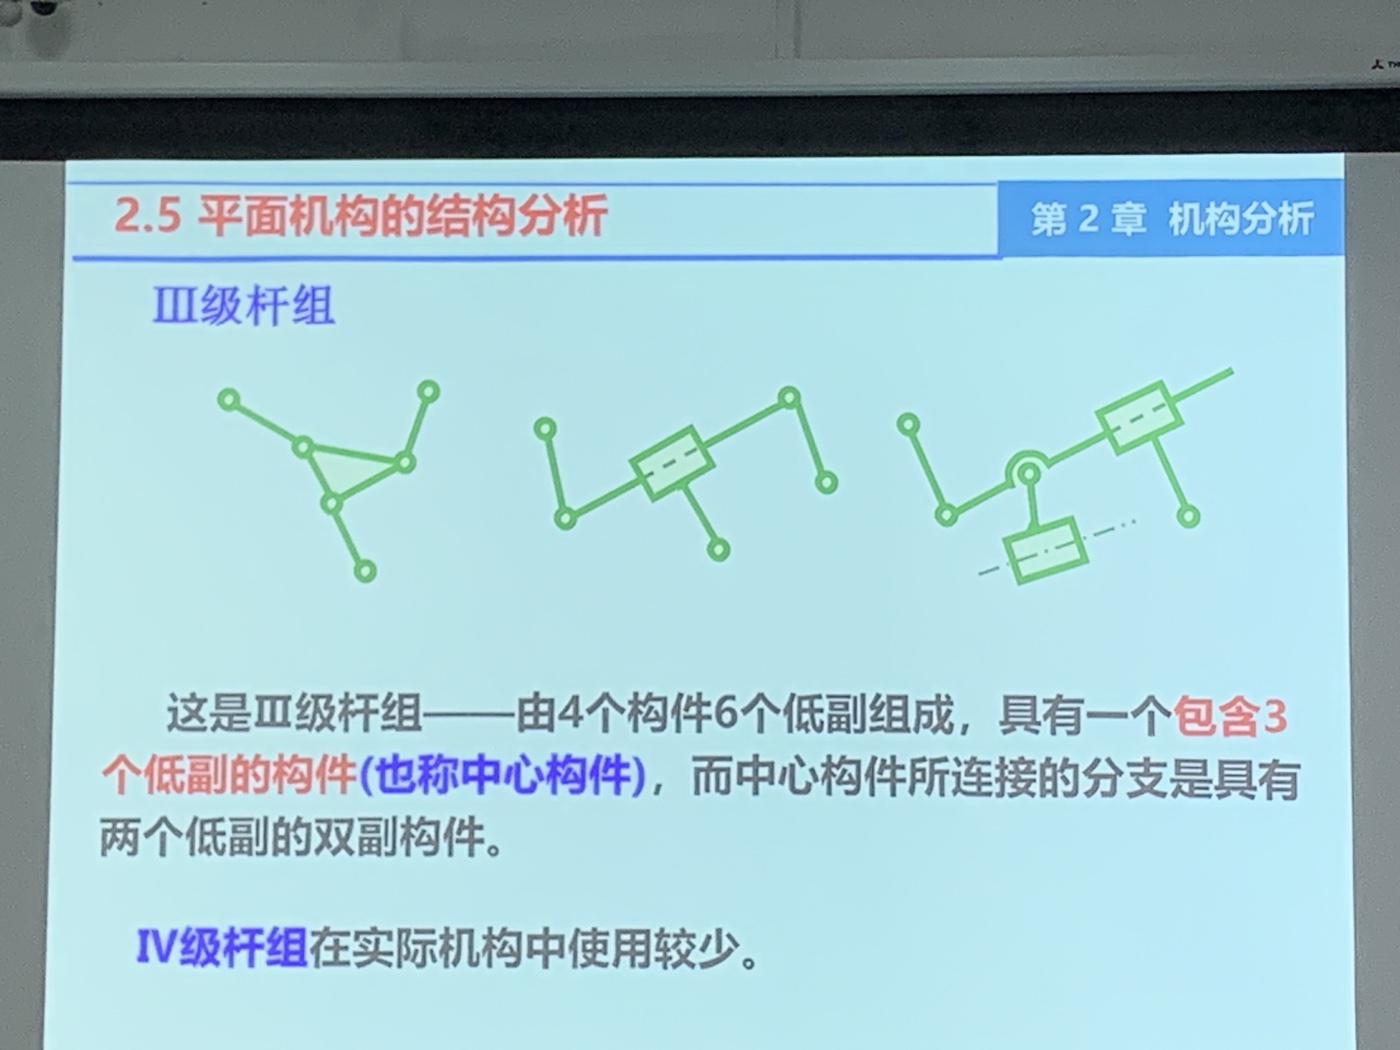 2.5 平面机构的结构分析
第 2 章 机构分析
Ⅲ级杆组
这是Ⅲ级杆组——由4个构件6个低副组成，具有一个包含3
个低副的构件(也称中心构件)，而中心构件所连接的分支是具有
两个低副的双副构件。
Ⅳ级杆组在实际机构中使用较少。